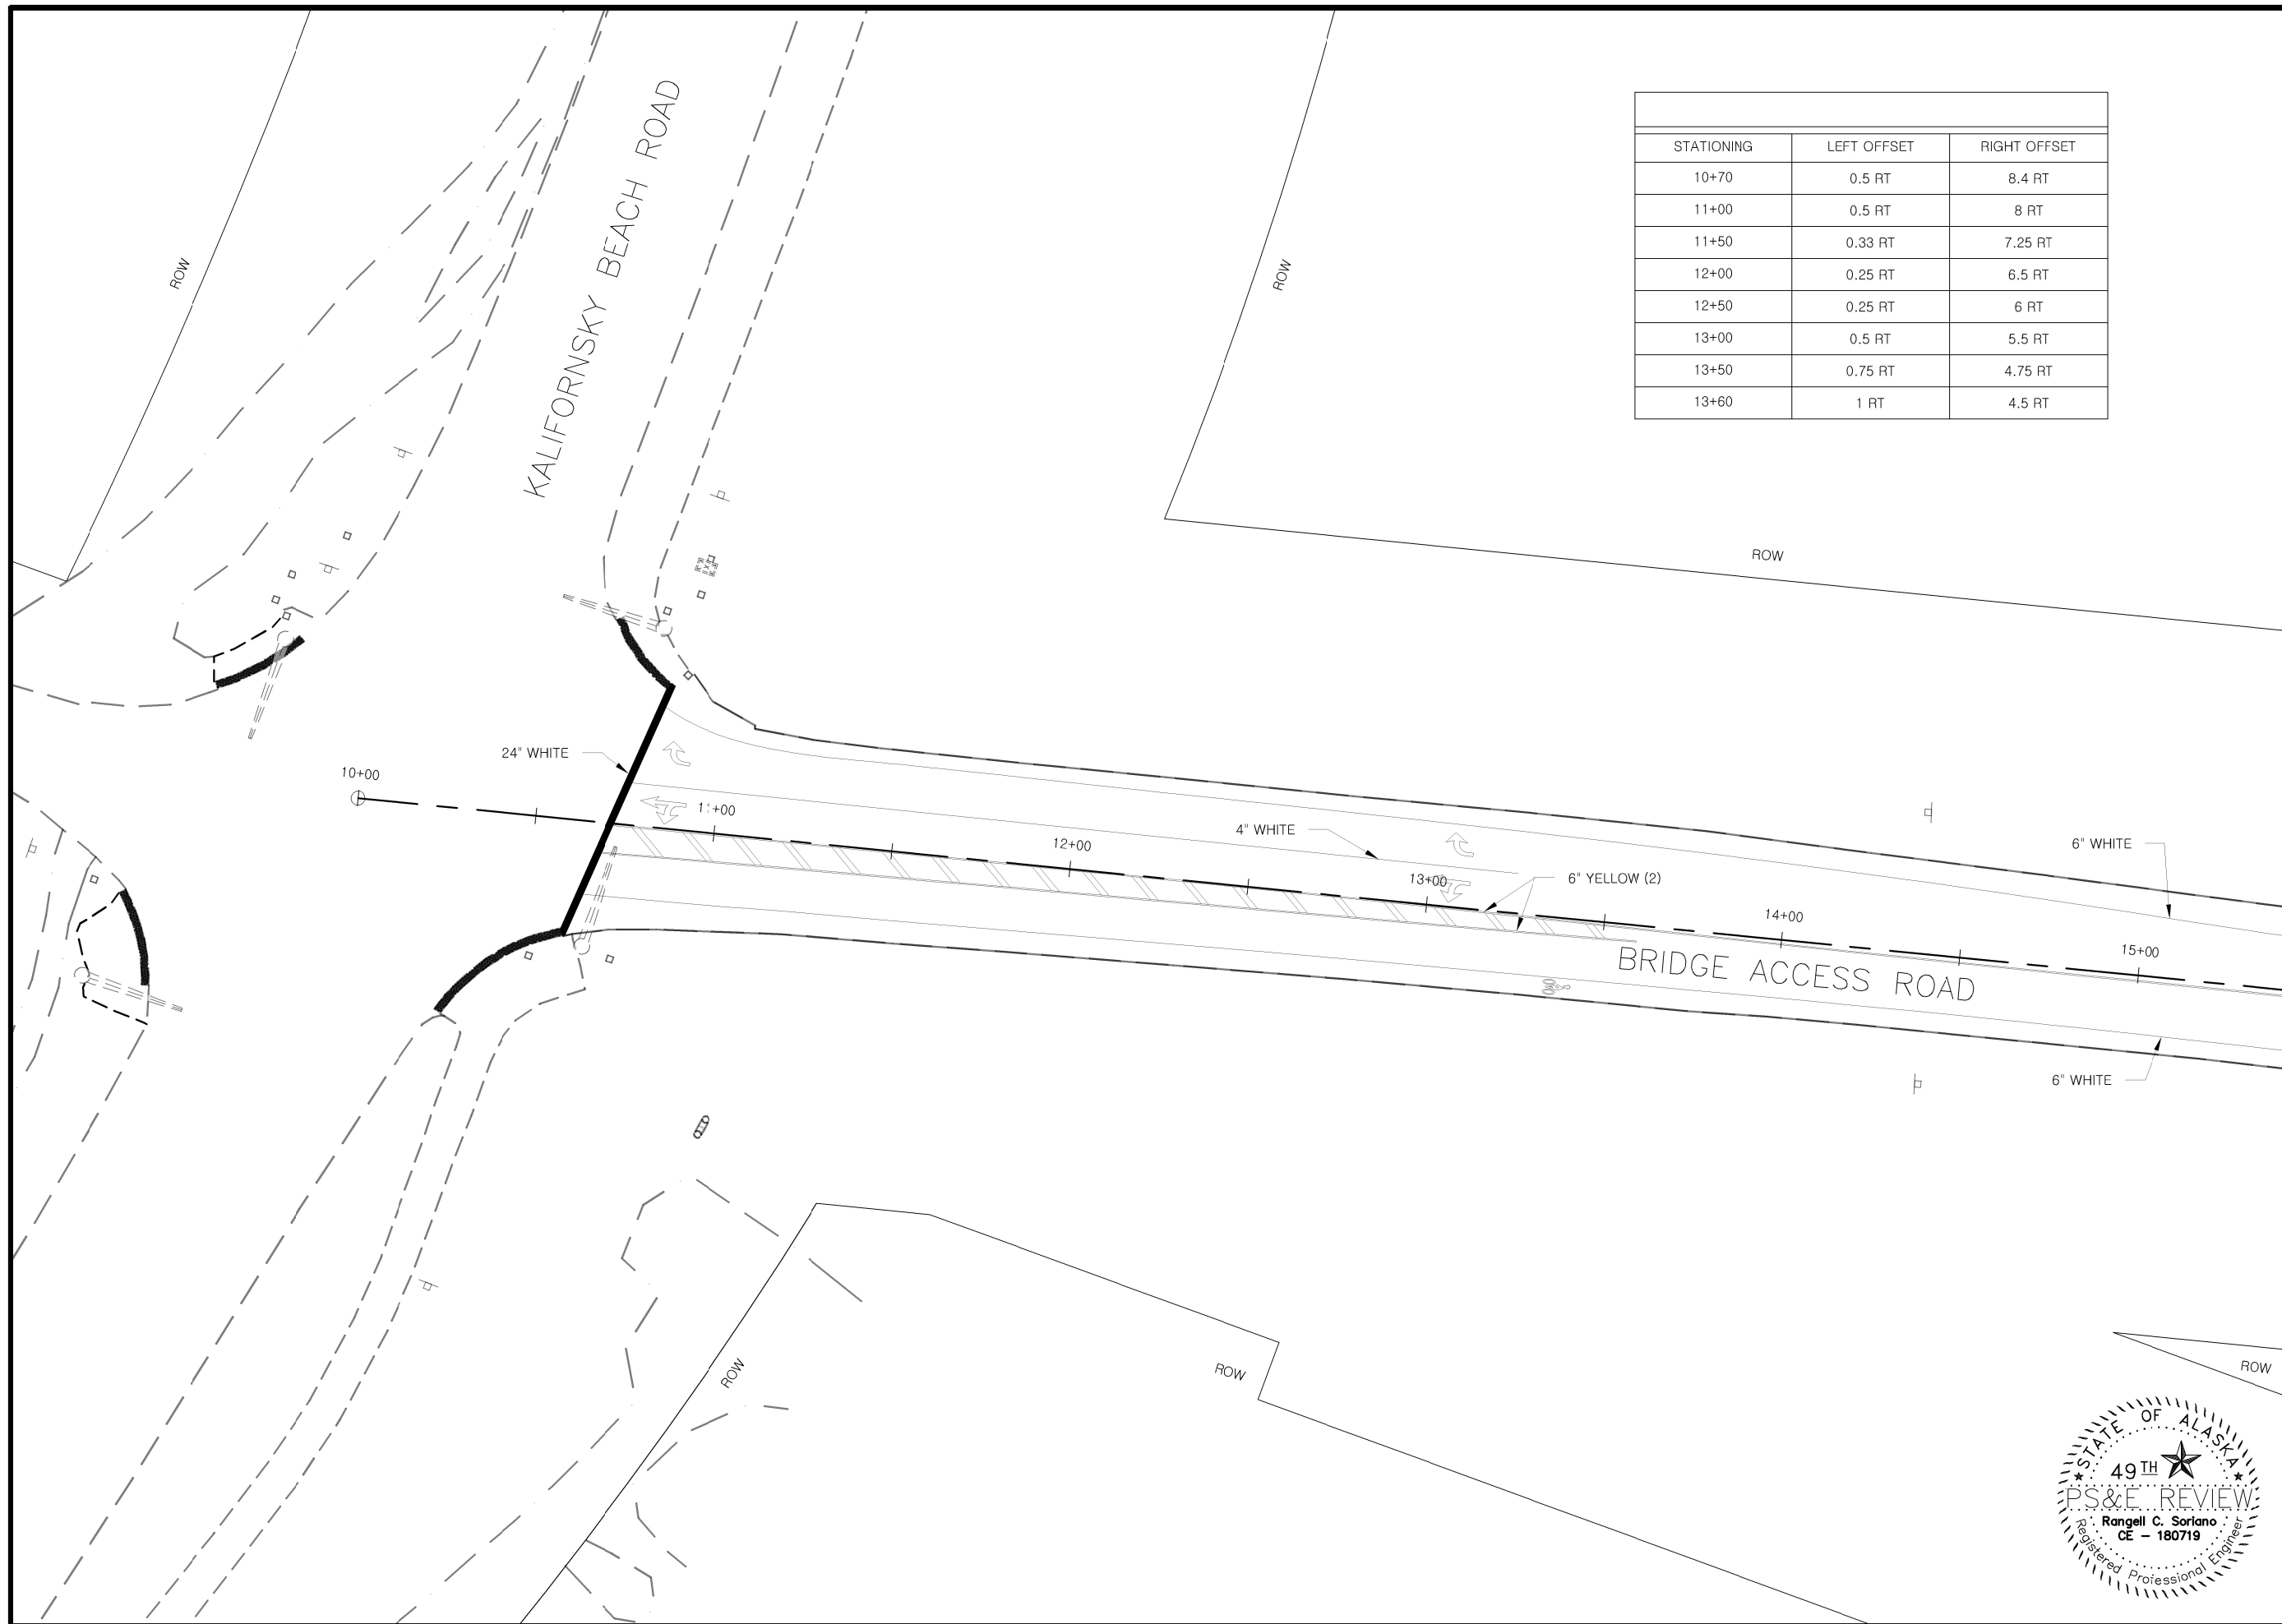 STATIONING LEFT OFFSET RIGHT OFFSET
10+70 0.5 RT 8.4 RT
11+00 0.5 RT 8 RT
11+50 0.33 RT 7.25 RT
12+00 0.25 RT 6.5 RT
12+50 0.25 RT 6 RT
13+00 0.5 RT 5.5 RT
13+50 0.75 RT 4.75 RT
13+60 1 RT 4.5 RT
KALIFORNSKY BEACH ROAD
ROW
ROW
ROW
24" WHITE
10+00
11+00
4" WHITE
12+00
13+00
6" YELLOW (2)
14+00
6" WHITE
15+00
BRIDGE ACCESS ROAD
6" WHITE
ROW
ROW
ROW
STATE OF ALASKA
49 TH
PS&E REVIEW
Rangell C. Soriano
CE - 180719
Registered Professional Engineer